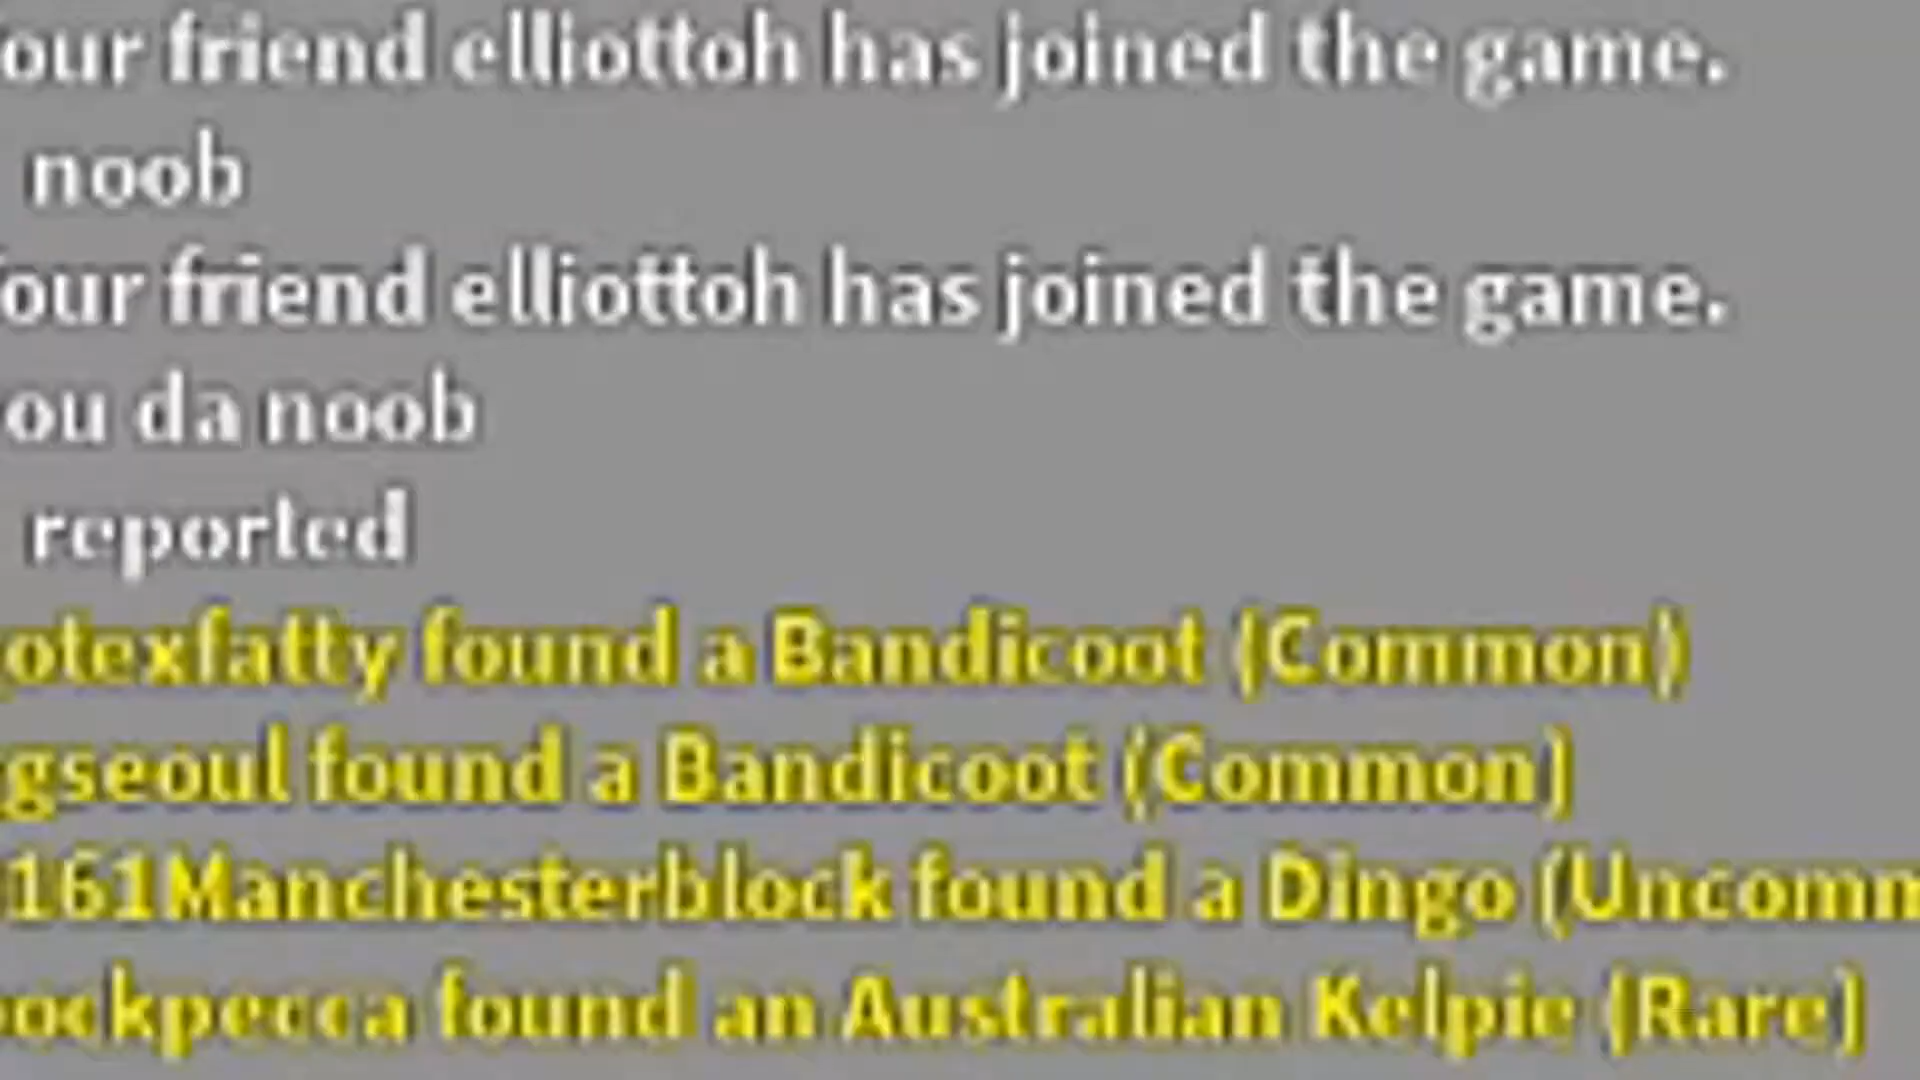 our friend elliottoh has joined the game.
noob
our friend elliottoh has joined the game.
ou da noob
reported
otexfatty found a Bandicoot (Common)
gseoul found a Bandicoot (Common)
161Manchesterblock found a Dingo (Uncomm
ockpecca found an Australian Kelpie (Rare)